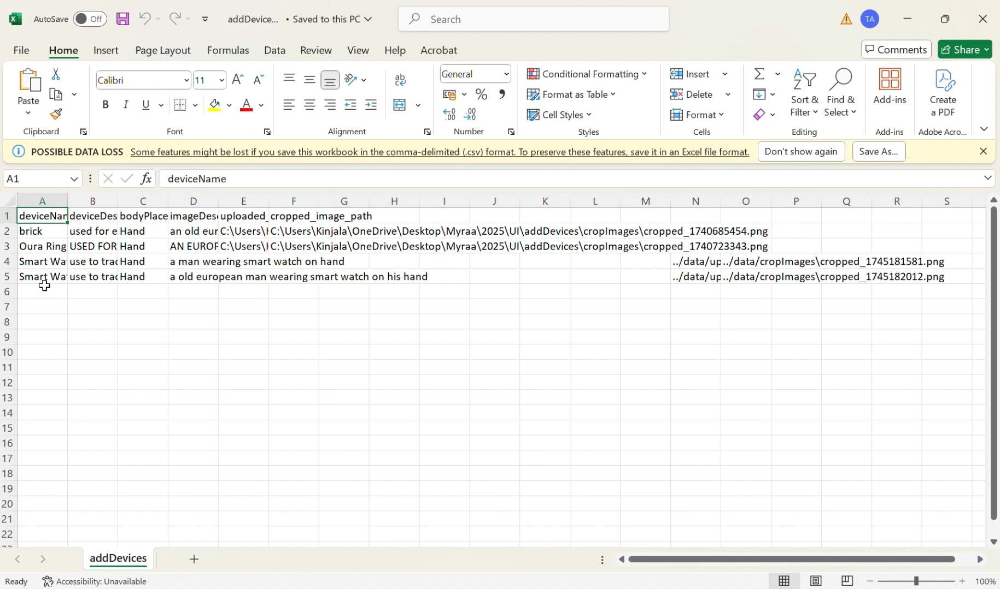 AutoSave Off addDevice... • Saved to this PC Search TA
File Home Insert Page Layout Formulas Data Review View Help Acrobat Comments Share
Paste Calibri 11 B I U A ab General % Conditional Formatting Format as Table Cell Styles Insert Delete Format Sort & Filter Find & Select Add-ins Create a PDF
Clipboard Font Alignment Number Styles Cells Editing Add-ins Adobe Acro...
POSSIBLE DATA LOSS Some features might be lost if you save this workbook in the comma-delimited (.csv) format. To preserve these features, save it in an Excel file format. Don't show again Save As...
A1 fx deviceName
A B C D E F G H I J K L M N O P Q R S
1 deviceNar deviceDes bodyPlace imageDes uploaded_ cropped_image_path
2 brick used for e Hand an old eur C:\Users\ C:\Users\Kinjala\OneDrive\Desktop\Myraa\2025\UI\addDevices\cropImages\cropped_1740685454.png
3 Oura Ring USED FOR Hand AN EUROP C:\Users\ C:\Users\Kinjala\OneDrive\Desktop\Myraa\2025\UI\addDevices\cropImages\cropped_1740723343.png
4 Smart Wa use to trac Hand a man wearing smart watch on hand ../data/up ../data/cropImages\cropped_1745181581.png
5 Smart Wa use to trac Hand a old european man wearing smart watch on his hand ../data/up ../data/cropImages\cropped_1745182012.png
6
7
8
9
10
11
12
13
14
15
16
17
18
19
20
21
22
addDevices
Ready Accessibility: Unavailable 100%